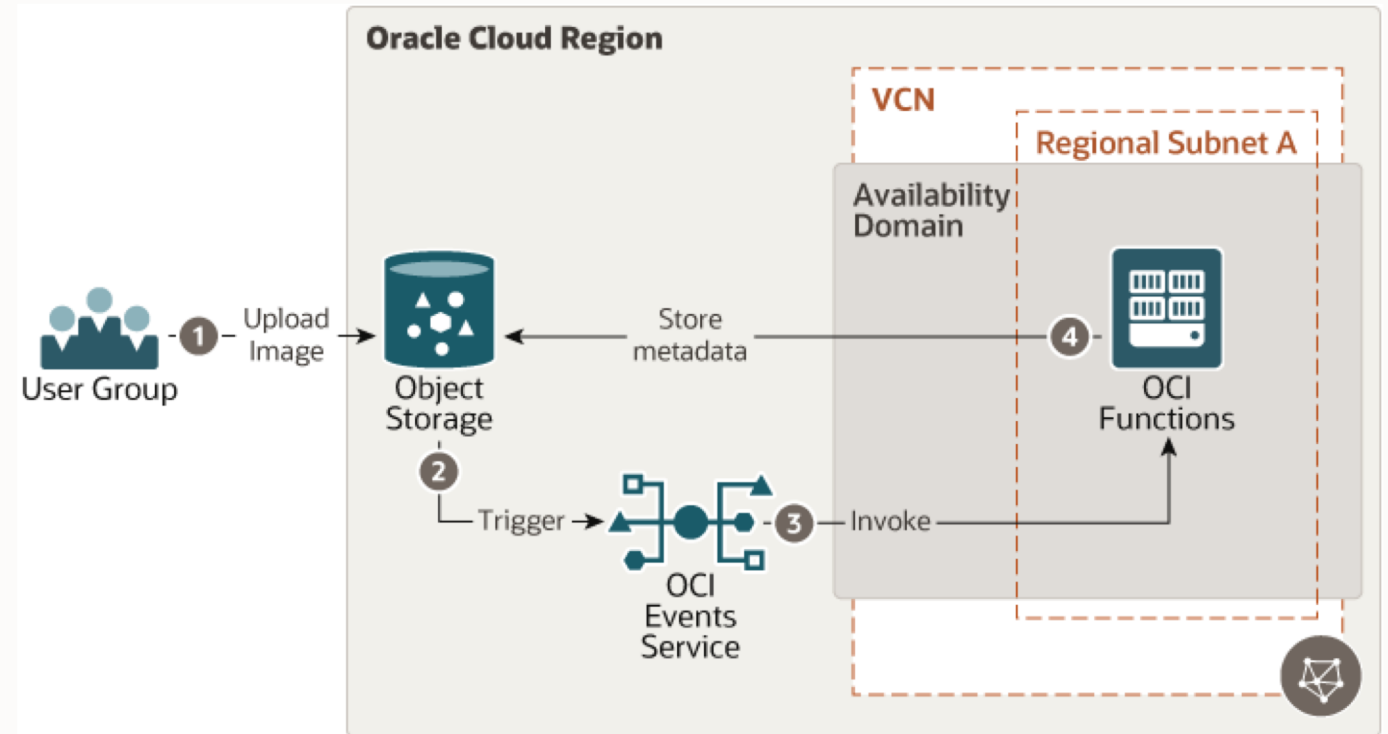 Oracle Cloud Region
VCN
Regional Subnet A
Availability
Domain
1
Upload
Image
Store
metadata
4
User Group
Object
Storage
OCI
Functions
2
Trigger
3
Invoke
OCI
Events
Service